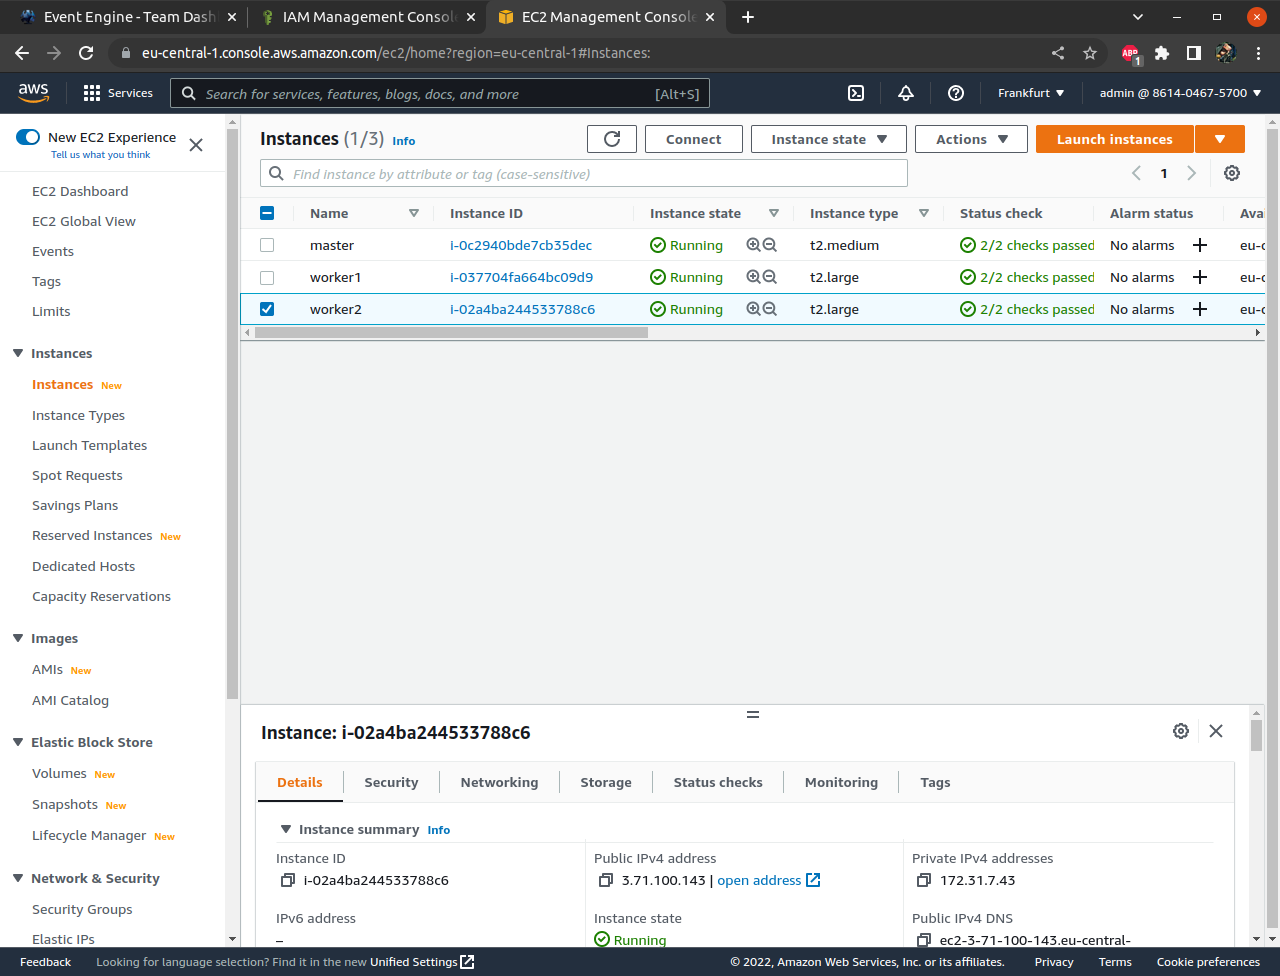 Event Engine - Team Dash
IAM Management Console
EC2 Management Console
eu-central-1.console.aws.amazon.com/ec2/home?region=eu-central-1#Instances:
ABP
1
aws
Services
Search for services, features, blogs, docs, and more
[Alt+S]
Frankfurt
admin @ 8614-0467-5700
New EC2 Experience
Tell us what you think
EC2 Dashboard
EC2 Global View
Events
Tags
Limits
Instances
Instances New
Instance Types
Launch Templates
Spot Requests
Savings Plans
Reserved Instances New
Dedicated Hosts
Capacity Reservations
Images
AMIs New
AMI Catalog
Elastic Block Store
Volumes New
Snapshots New
Lifecycle Manager New
Network & Security
Security Groups
Elastic IPs
Instances (1/3) Info
Connect
Instance state
Actions
Launch instances
Find instance by attribute or tag (case-sensitive)
1
Name Instance ID Instance state Instance type Status check Alarm status Avai
master i-0c2940bde7cb35dec Running t2.medium 2/2 checks passed No alarms eu-c
worker1 i-037704fa664bc09d9 Running t2.large 2/2 checks passed No alarms eu-c
worker2 i-02a4ba244533788c6 Running t2.large 2/2 checks passed No alarms eu-c
Instance: i-02a4ba244533788c6
Details Security Networking Storage Status checks Monitoring Tags
Instance summary Info
Instance ID
i-02a4ba244533788c6
Public IPv4 address
3.71.100.143 | open address
Private IPv4 addresses
172.31.7.43
IPv6 address
–
Instance state
Running
Public IPv4 DNS
ec2-3-71-100-143.eu-central-
Feedback
Looking for language selection? Find it in the new Unified Settings
© 2022, Amazon Web Services, Inc. or its affiliates.
Privacy
Terms
Cookie preferences